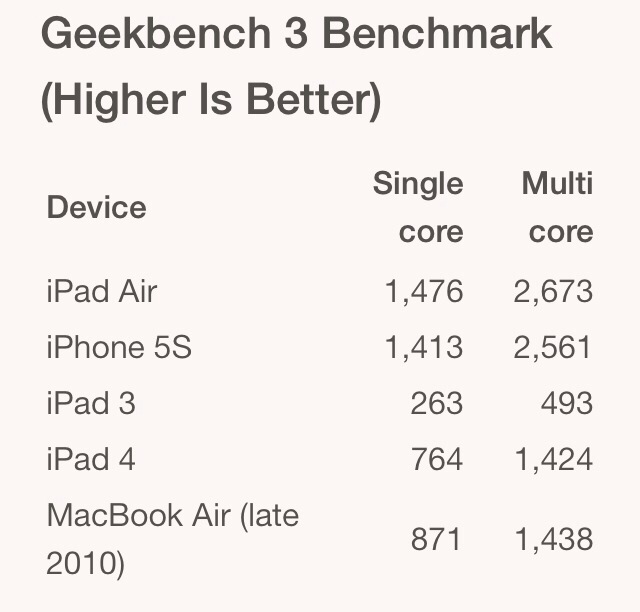 Geekbench 3 Benchmark
(Higher Is Better)
Device Single core Multi core
iPad Air 1,476 2,673
iPhone 5S 1,413 2,561
iPad 3 263 493
iPad 4 764 1,424
MacBook Air (late 2010) 871 1,438